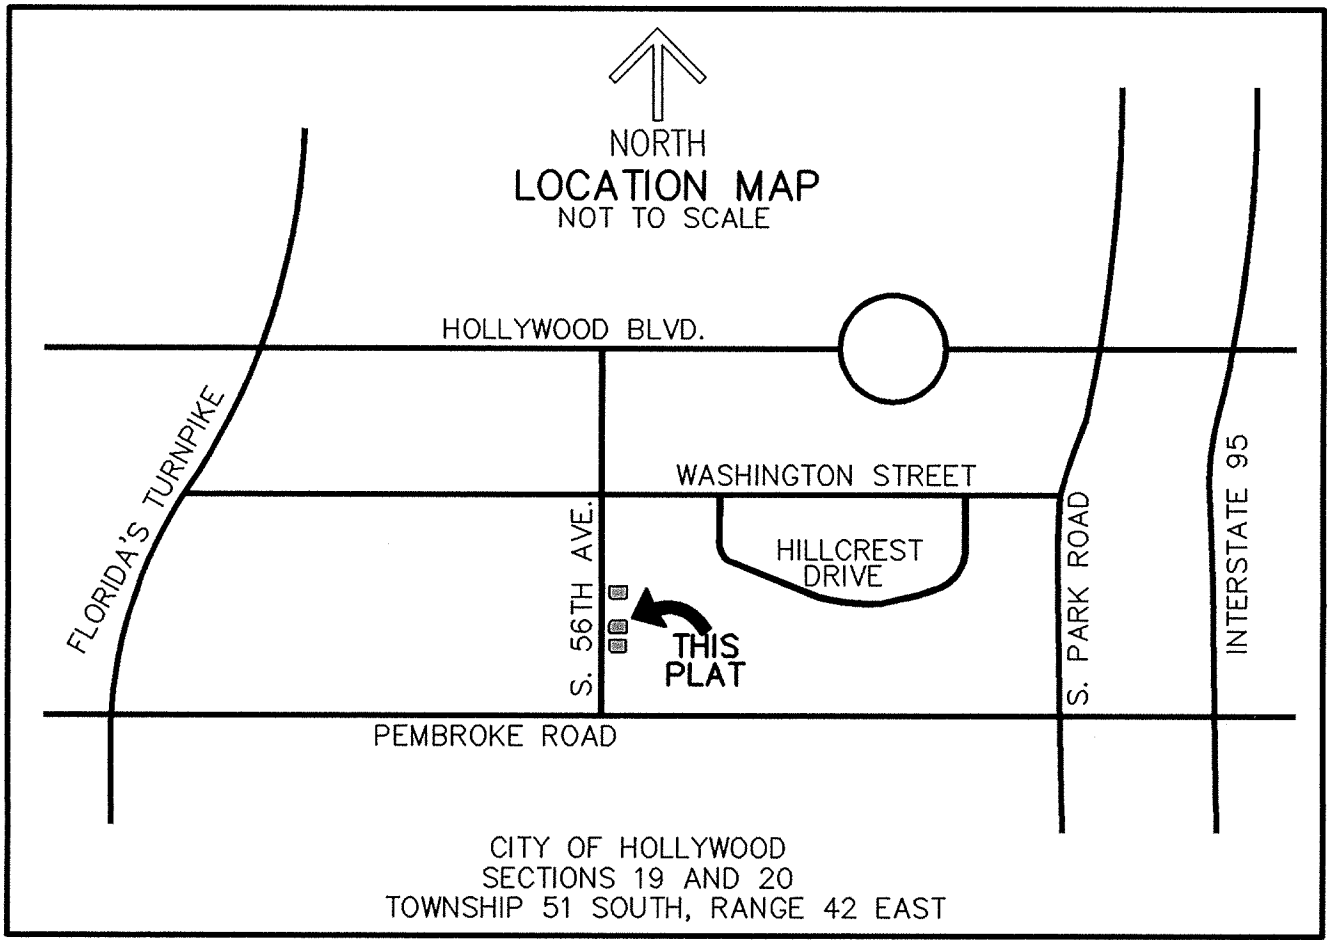 NORTH
LOCATION MAP
NOT TO SCALE
HOLLYWOOD BLVD.
FLORIDA'S TURNPIKE
WASHINGTON STREET
INTERSTATE 95
S. PARK ROAD
S. 56TH AVE.
HILLCREST
DRIVE
THIS
PLAT
PEMBROKE ROAD
CITY OF HOLLYWOOD
SECTIONS 19 AND 20
TOWNSHIP 51 SOUTH, RANGE 42 EAST